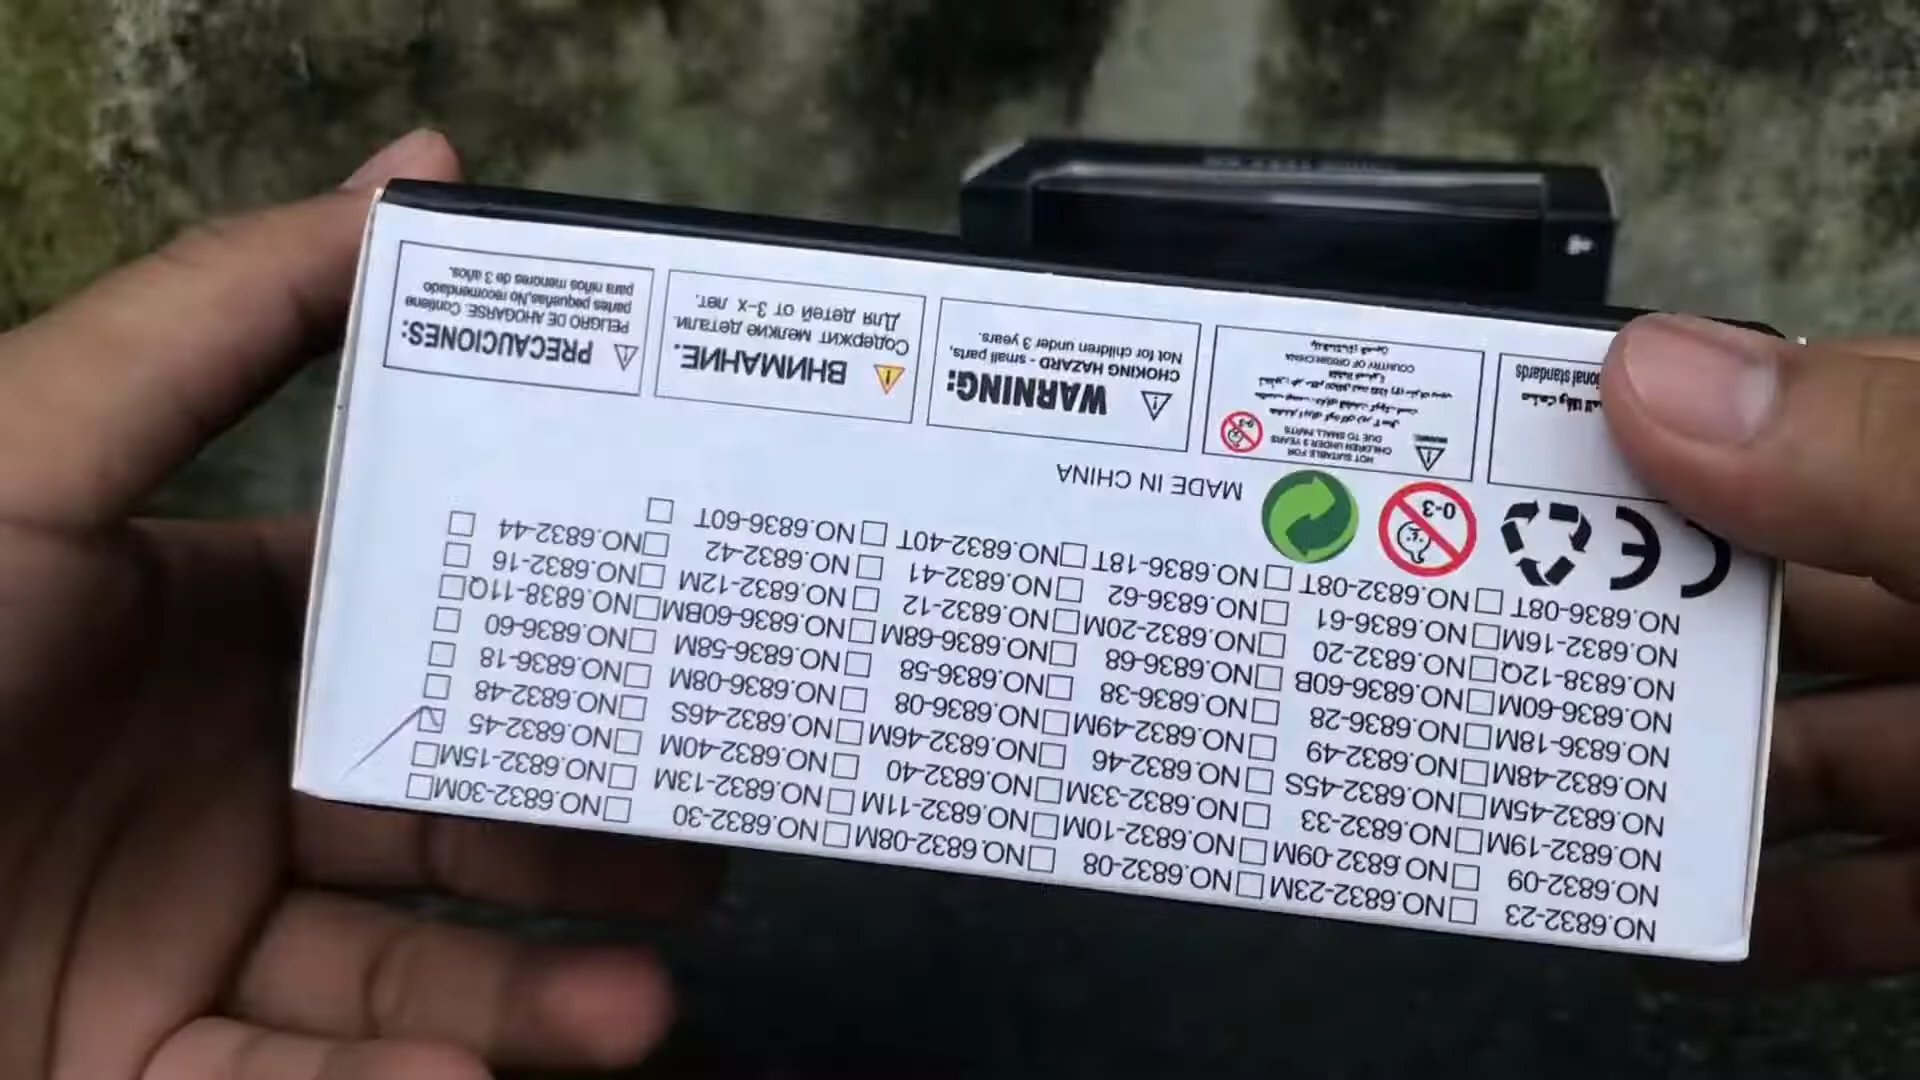 NO.6832-23 □NO.6832-23M□NO.6832-08 □NO.6832-08M□NO.6832-30 □NO.6832-30M□
NO.6832-09 □NO.6832-09M□NO.6832-10M□NO.6832-11M□NO.6832-13M□NO.6832-15M□
NO.6832-19M□NO.6832-33 □NO.6832-33M□NO.6832-40 □NO.6832-40M□NO.6832-45 □
NO.6832-45M□NO.6832-45S□NO.6832-46 □NO.6832-46M□NO.6832-46S□NO.6832-48 □
NO.6832-48M□NO.6832-49 □NO.6832-49M□NO.6836-08 □NO.6836-08M□NO.6836-18 □
NO.6836-18M□NO.6836-28 □NO.6836-38 □NO.6836-58 □NO.6836-58M□NO.6836-60 □
NO.6836-60M□NO.6836-60B□NO.6836-68 □NO.6836-68M□NO.6836-60BM□NO.6838-11Q□
NO.6838-12Q□NO.6832-20 □NO.6832-20M□NO.6832-12 □NO.6832-12M□NO.6832-16 □
NO.6832-16M□NO.6836-61 □NO.6836-62 □NO.6832-41 □NO.6832-42 □NO.6832-44 □
NO.6836-08T □NO.6832-08T□NO.6836-18T□NO.6832-40T□NO.6836-60T □
CE
0-3
MADE IN CHINA
onal standards
WARNING:
NOT SUITABLE FOR
CHILDREN UNDER 3 YEARS
DUE TO SMALL PARTS
0-3
COUNTRY OF ORIGIN:CHINA
WARNING:
CHOKING HAZARD - small parts,
Not for children under 3 years.
ВНИМАНИЕ.
Содержит мелкие детали.
Для детей от 3-х лет.
PRECAUCIONES:
PELIGRO DE AHOGARSE. Contiene
partes pequeñas,No recomendado
para niños menores de 3 años.